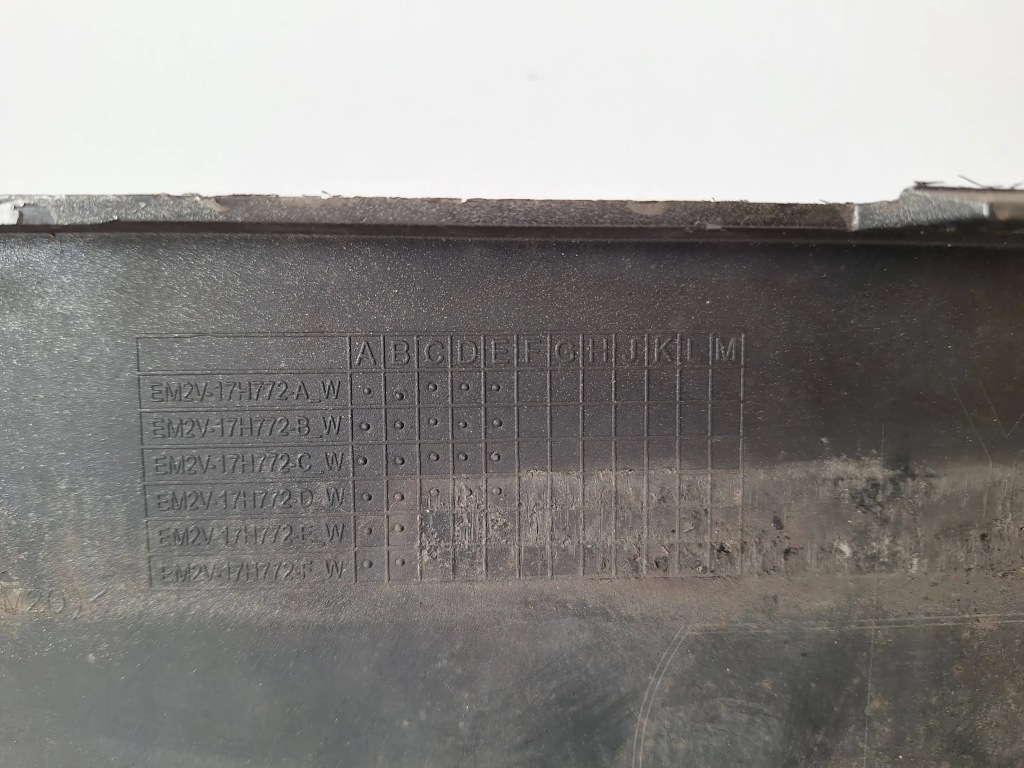 A B C D E F G H J K L M
EM2V-17H772-A_W
EM2V-17H772-B_W
EM2V-17H772-C_W
EM2V-17H772-D_W
EM2V-17H772-E_W
EM2V-17H772-F_W